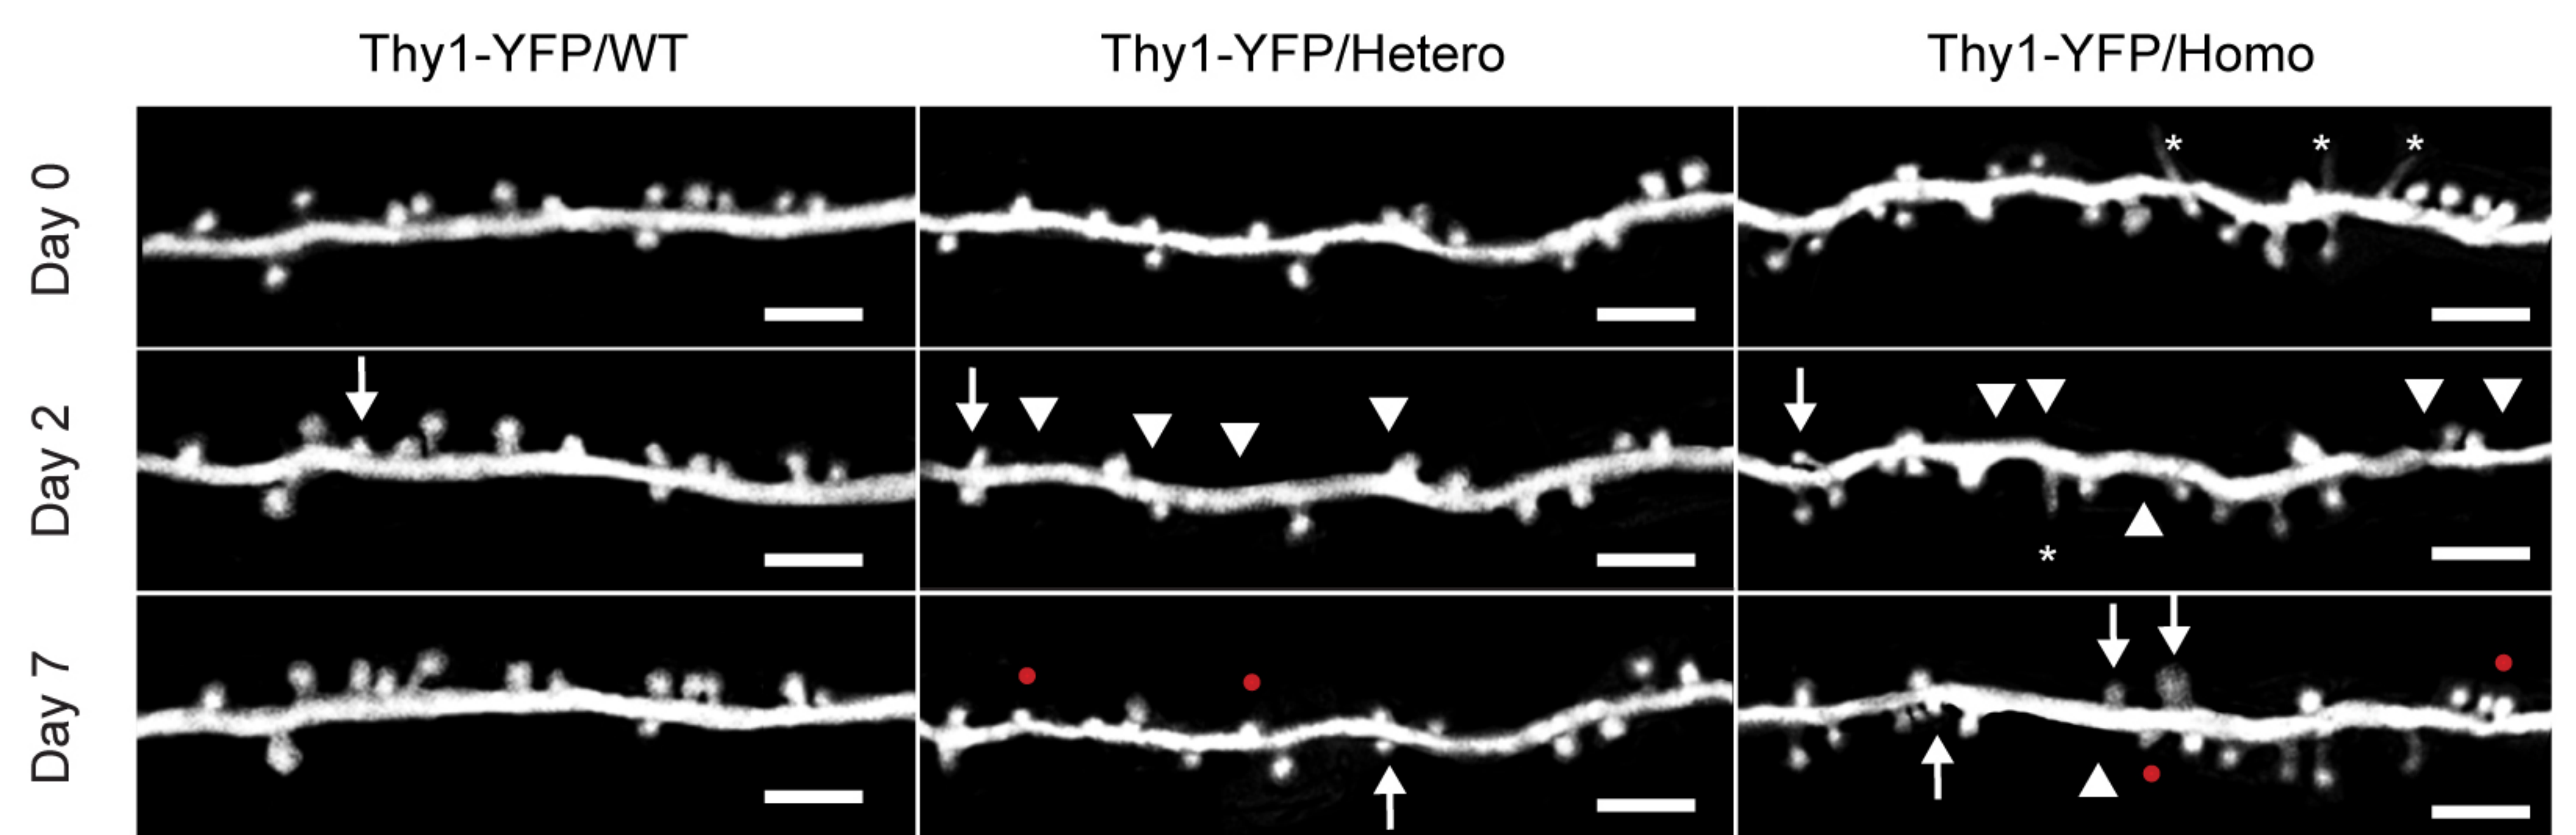 Thy1-YFP/WT Thy1-YFP/Hetero Thy1-YFP/Homo
Day 0
* * *
Day 2
*
Day 7